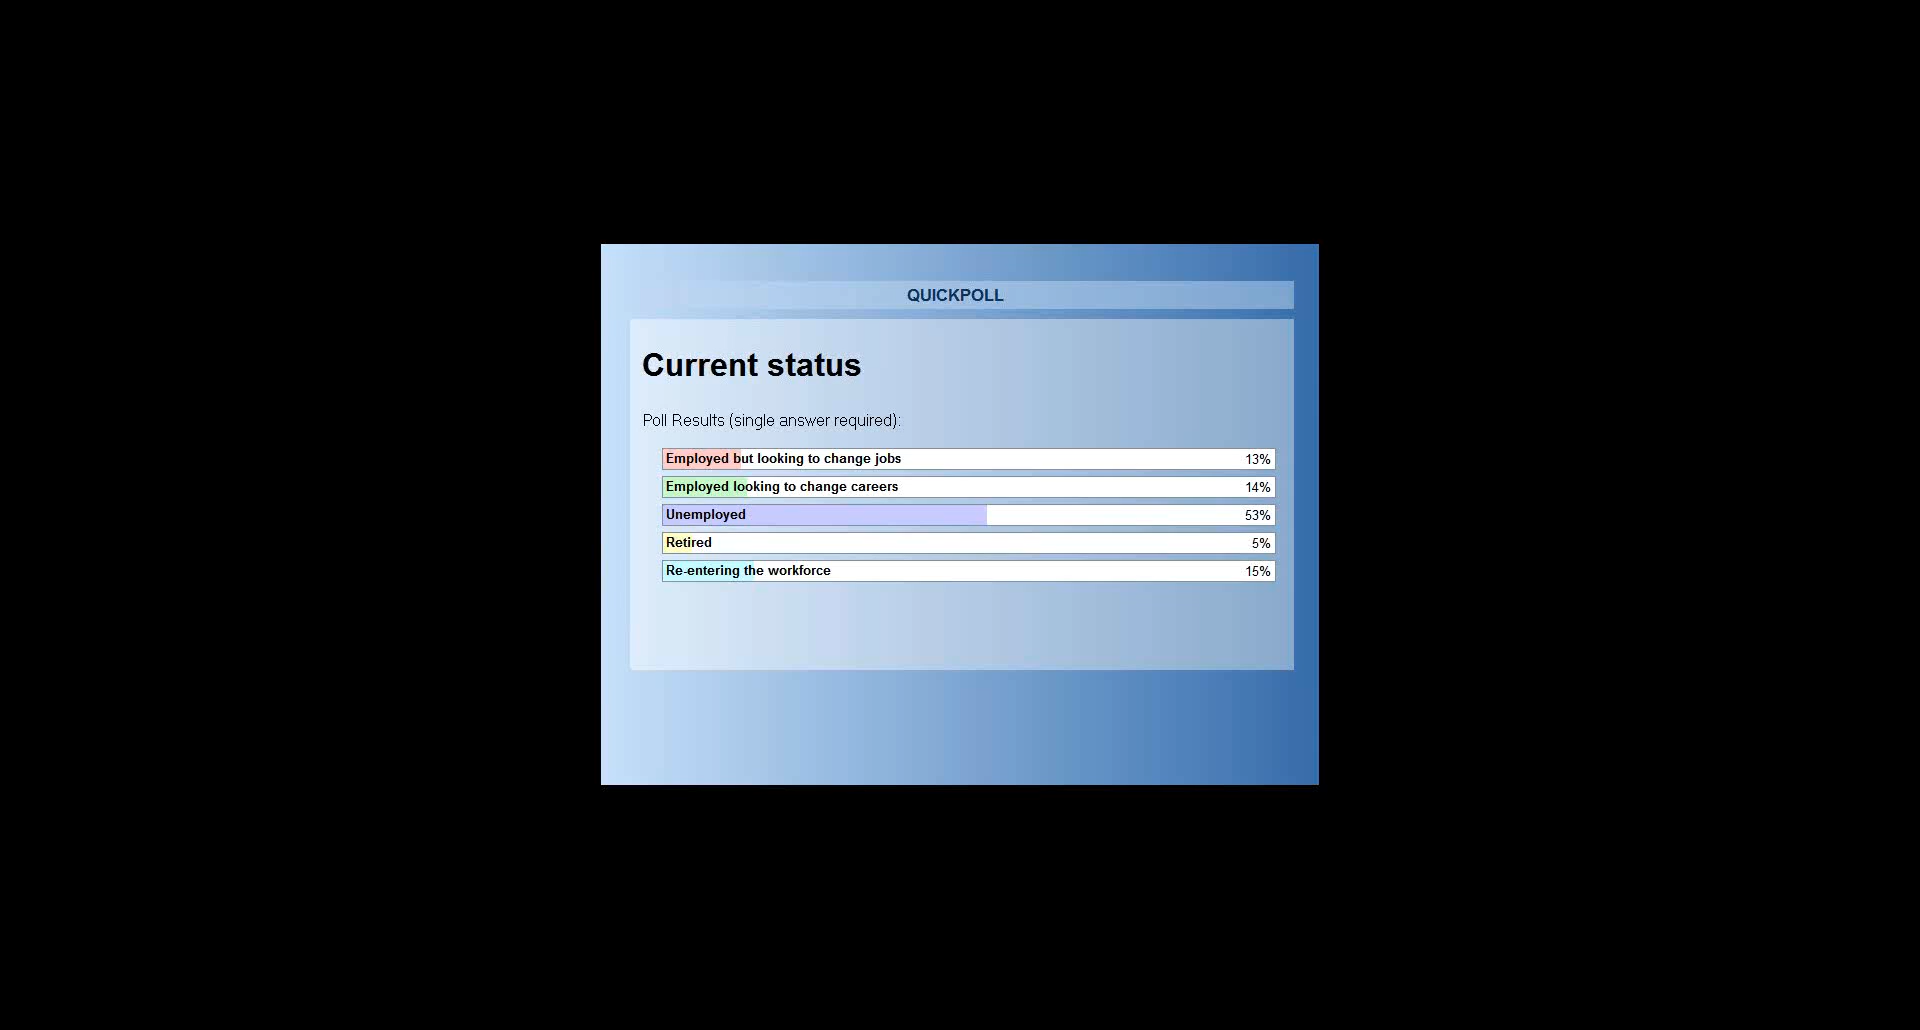 QUICKPOLL
Current status
Poll Results (single answer required):
Employed but looking to change jobs 13%
Employed looking to change careers 14%
Unemployed 53%
Retired 5%
Re-entering the workforce 15%